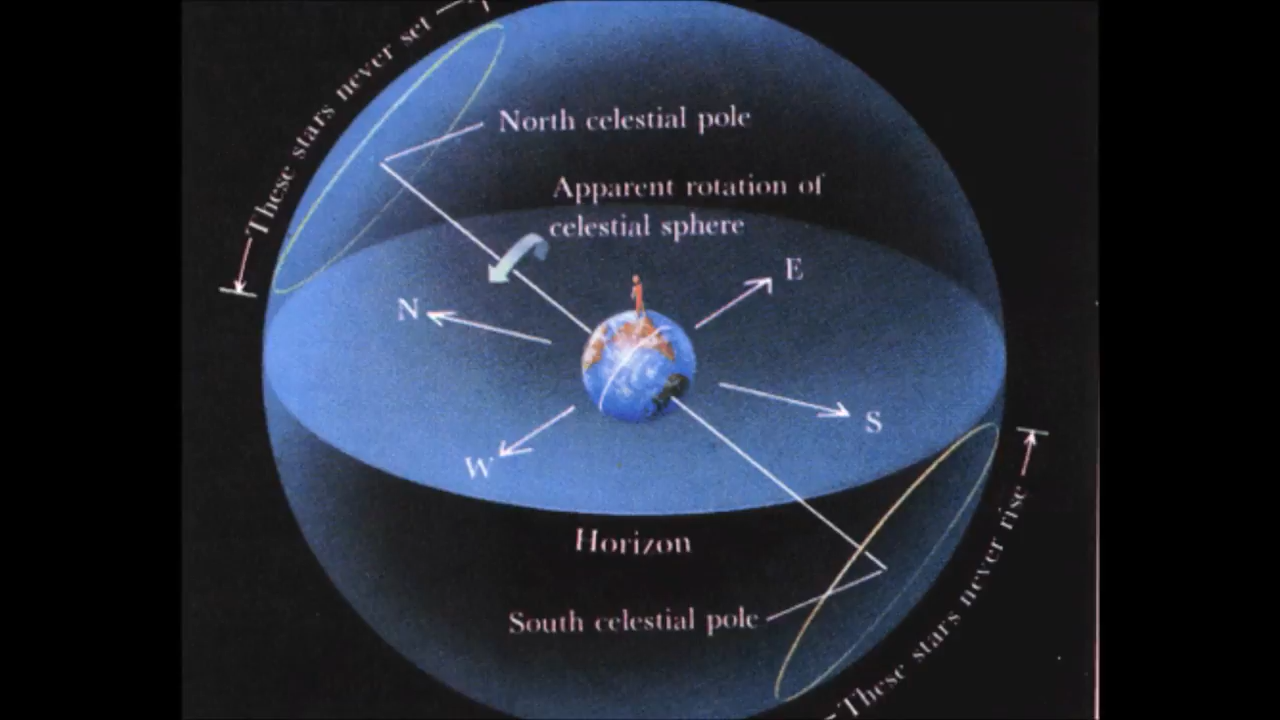 These stars never set
North celestial pole
Apparent rotation of
celestial sphere
E
N
S
W
Horizon
South celestial pole
These stars never rise